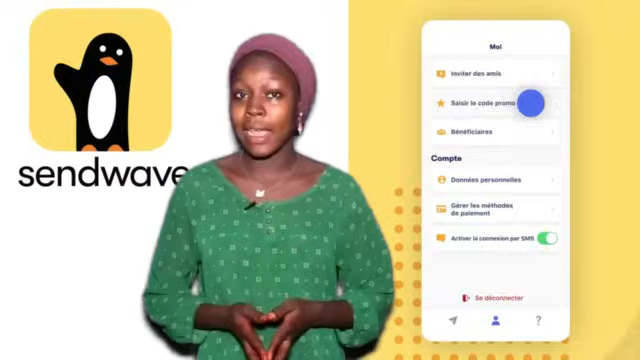 sendwave
Moi
Inviter des amis
Saisir le code promo
Bénéficiaires
Compte
Données personnelles
Gérer les méthodes
de paiement
Activer la connexion par SMS
Se déconnecter
?